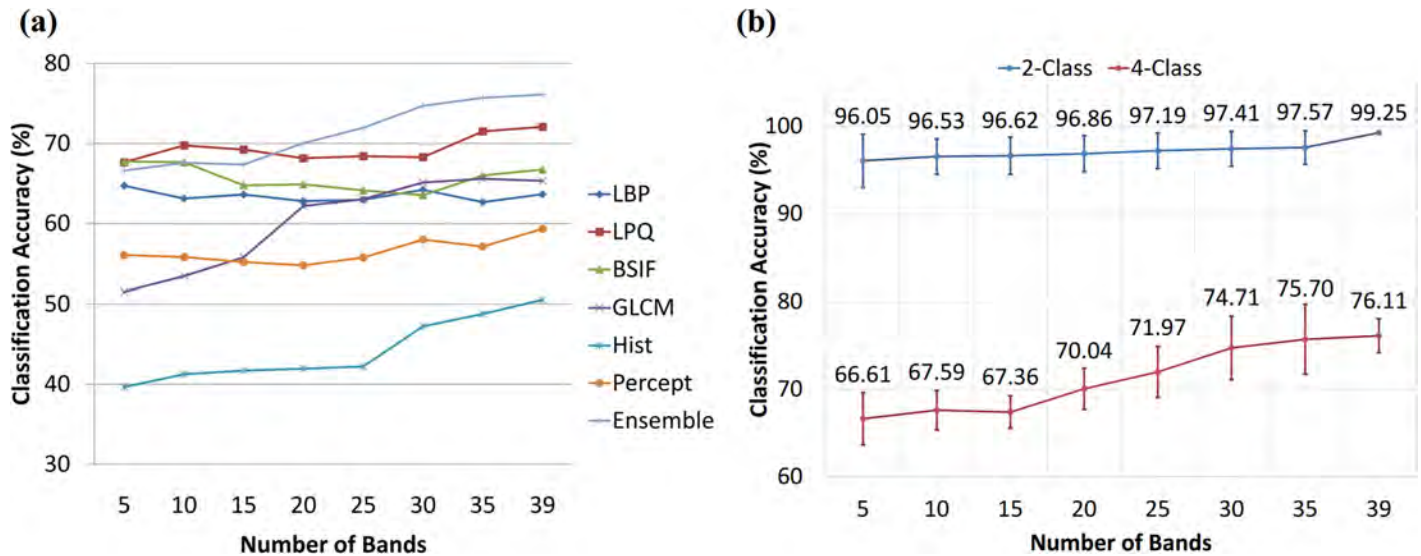 (a)
Classification Accuracy (%)
80
70
60
50
40
30
5 10 15 20 25 30 35 39
Number of Bands
LBP
LPQ
BSIF
GLCM
Hist
Percept
Ensemble
(b)
2-Class 4-Class
Classification Accuracy (%)
100
90
80
70
60
96.05 96.53 96.62 96.86 97.19 97.41 97.57 99.25
66.61 67.59 67.36 70.04 71.97 74.71 75.70 76.11
5 10 15 20 25 30 35 39
Number of Bands